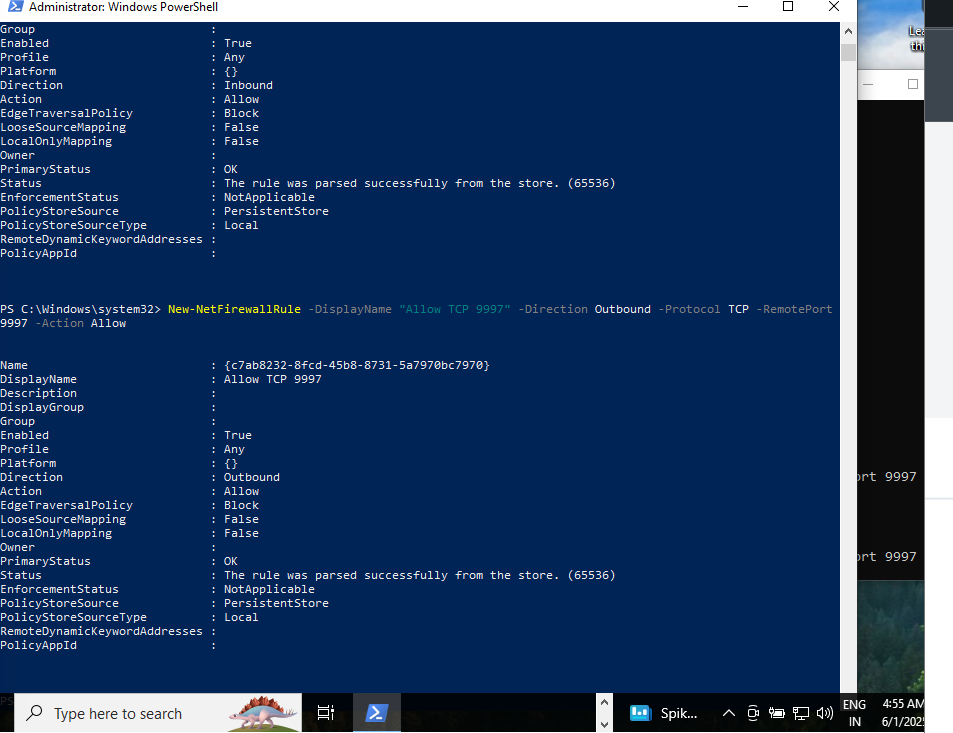 Administrator: Windows PowerShell
Group                         :
Enabled                       : True
Profile                       : Any
Platform                      : {}
Direction                     : Inbound
Action                        : Allow
EdgeTraversalPolicy           : Block
LooseSourceMapping            : False
LocalOnlyMapping              : False
Owner                         :
PrimaryStatus                 : OK
Status                        : The rule was parsed successfully from the store. (65536)
EnforcementStatus             : NotApplicable
PolicyStoreSource             : PersistentStore
PolicyStoreSourceType         : Local
RemoteDynamicKeywordAddresses :
PolicyAppId                   :
PS C:\Windows\system32> New-NetFirewallRule -DisplayName "Allow TCP 9997" -Direction Outbound -Protocol TCP -RemotePort
9997 -Action Allow
Name                          : {c7ab8232-8fcd-45b8-8731-5a7970bc7970}
DisplayName                   : Allow TCP 9997
Description                   :
DisplayGroup                  :
Group                         :
Enabled                       : True
Profile                       : Any
Platform                      : {}
Direction                     : Outbound
Action                        : Allow
EdgeTraversalPolicy           : Block
LooseSourceMapping            : False
LocalOnlyMapping              : False
Owner                         :
PrimaryStatus                 : OK
Status                        : The rule was parsed successfully from the store. (65536)
EnforcementStatus             : NotApplicable
PolicyStoreSource             : PersistentStore
PolicyStoreSourceType         : Local
RemoteDynamicKeywordAddresses :
PolicyAppId                   :
PS
Lea
th
ort 9997
ort 9997
Type here to search
Spik...
ENG
IN
4:55 AM
6/1/202